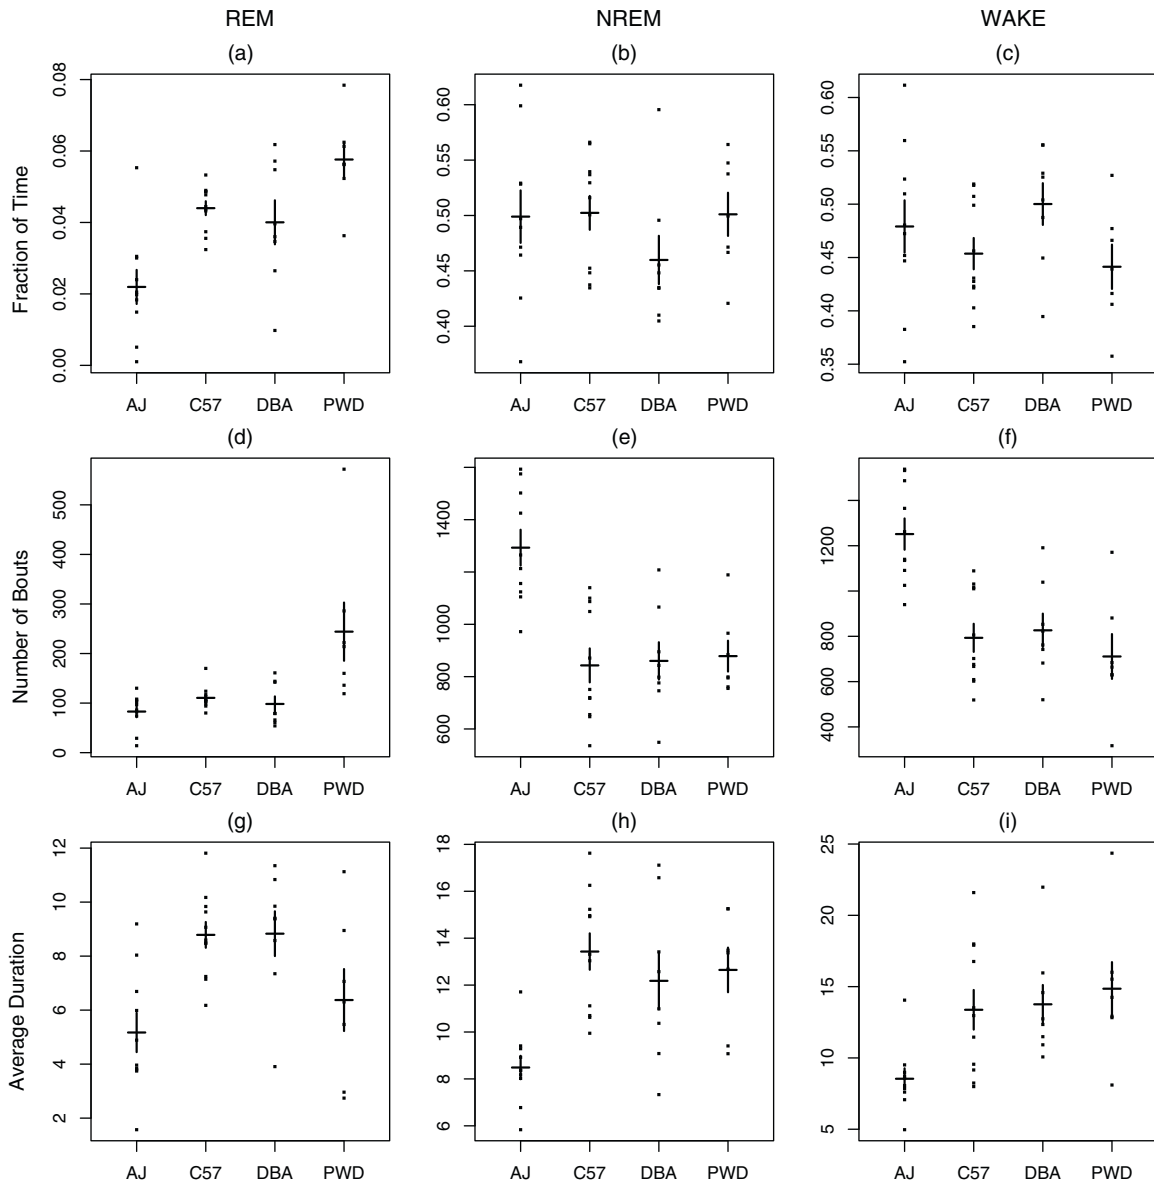 REM NREM WAKE
(a) (b) (c)
Fraction of Time
0.00 0.02 0.04 0.06 0.08
0.40 0.45 0.50 0.55 0.60
0.35 0.40 0.45 0.50 0.55 0.60
AJ C57 DBA PWD AJ C57 DBA PWD AJ C57 DBA PWD
(d) (e) (f)
Number of Bouts
0 100 200 300 400 500
600 800 1000 1400
400 600 800 1200
AJ C57 DBA PWD AJ C57 DBA PWD AJ C57 DBA PWD
(g) (h) (i)
Average Duration
2 4 6 8 10 12
6 8 10 12 14 16 18
5 10 15 20 25
AJ C57 DBA PWD AJ C57 DBA PWD AJ C57 DBA PWD